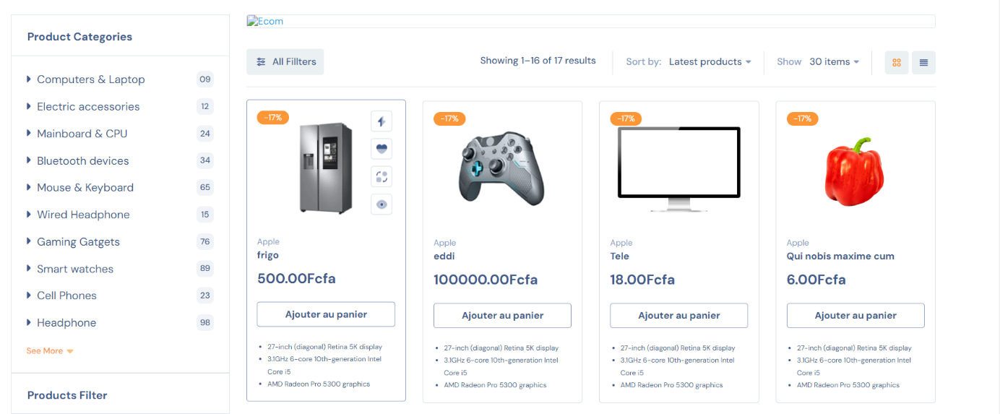 Product Categories
Computers & Laptop 09
Electric accessories 12
Mainboard & CPU 24
Bluetooth devices 34
Mouse & Keyboard 65
Wired Headphone 15
Gaming Gatgets 76
Smart watches 89
Cell Phones 23
Headphone 98
See More
Products Filter
Ecom
All Fillters
Showing 1–16 of 17 results
Sort by: Latest products
Show 30 items
-17%
Apple
frigo
500.00Fcfa
Ajouter au panier
27-inch (diagonal) Retina 5K display
3.1GHz 6-core 10th-generation Intel
Core i5
AMD Radeon Pro 5300 graphics
-17%
Apple
eddi
100000.00Fcfa
Ajouter au panier
27-inch (diagonal) Retina 5K display
3.1GHz 6-core 10th-generation Intel
Core i5
AMD Radeon Pro 5300 graphics
-17%
Apple
Tele
18.00Fcfa
Ajouter au panier
27-inch (diagonal) Retina 5K display
3.1GHz 6-core 10th-generation Intel
Core i5
AMD Radeon Pro 5300 graphics
-17%
Apple
Qui nobis maxime cum
6.00Fcfa
Ajouter au panier
27-inch (diagonal) Retina 5K display
3.1GHz 6-core 10th-generation Intel
Core i5
AMD Radeon Pro 5300 graphics